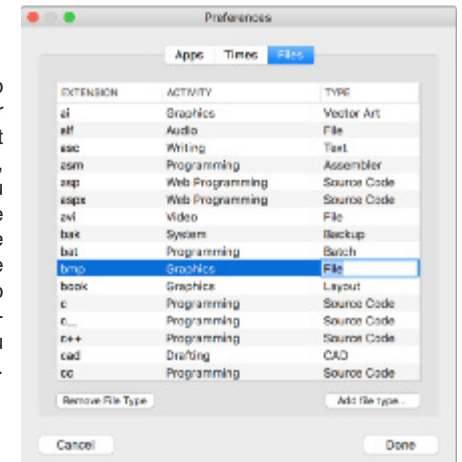 Preferences
Apps Times Files
EXTENSION ACTIVITY TYPE
ai Graphics Vector Art
aif Audio File
asc Writing Text
asm Programming Assembler
asp Web Programming Source Code
aspx Web Programming Source Code
avi Video File
bak System Backup
bat Programming Batch
bmp Graphics File
book Graphics Layout
c Programming Source Code
c_ Programming Source Code
c++ Programming Source Code
cad Drafting CAD
cc Programming Source Code
Remove File Type Add file type...
Cancel Done